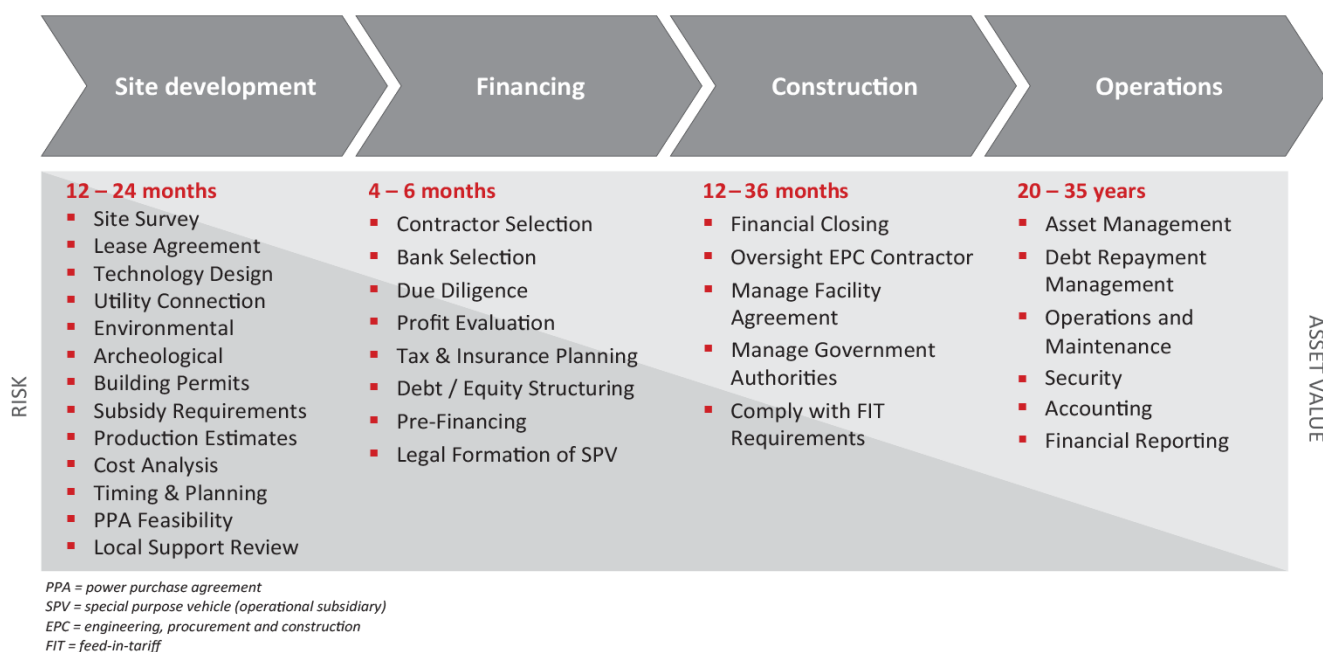 Site development
Financing
Construction
Operations
12 – 24 months
Site Survey
Lease Agreement
Technology Design
Utility Connection
Environmental
Archeological
Building Permits
Subsidy Requirements
Production Estimates
Cost Analysis
Timing & Planning
PPA Feasibility
Local Support Review
4 – 6 months
Contractor Selection
Bank Selection
Due Diligence
Profit Evaluation
Tax & Insurance Planning
Debt / Equity Structuring
Pre-Financing
Legal Formation of SPV
12 – 36 months
Financial Closing
Oversight EPC Contractor
Manage Facility
Agreement
Manage Government
Authorities
Comply with FIT
Requirements
20 – 35 years
Asset Management
Debt Repayment
Management
Operations and
Maintenance
Security
Accounting
Financial Reporting
RISK
ASSET VALUE
PPA = power purchase agreement
SPV = special purpose vehicle (operational subsidiary)
EPC = engineering, procurement and construction
FIT = feed-in-tariff